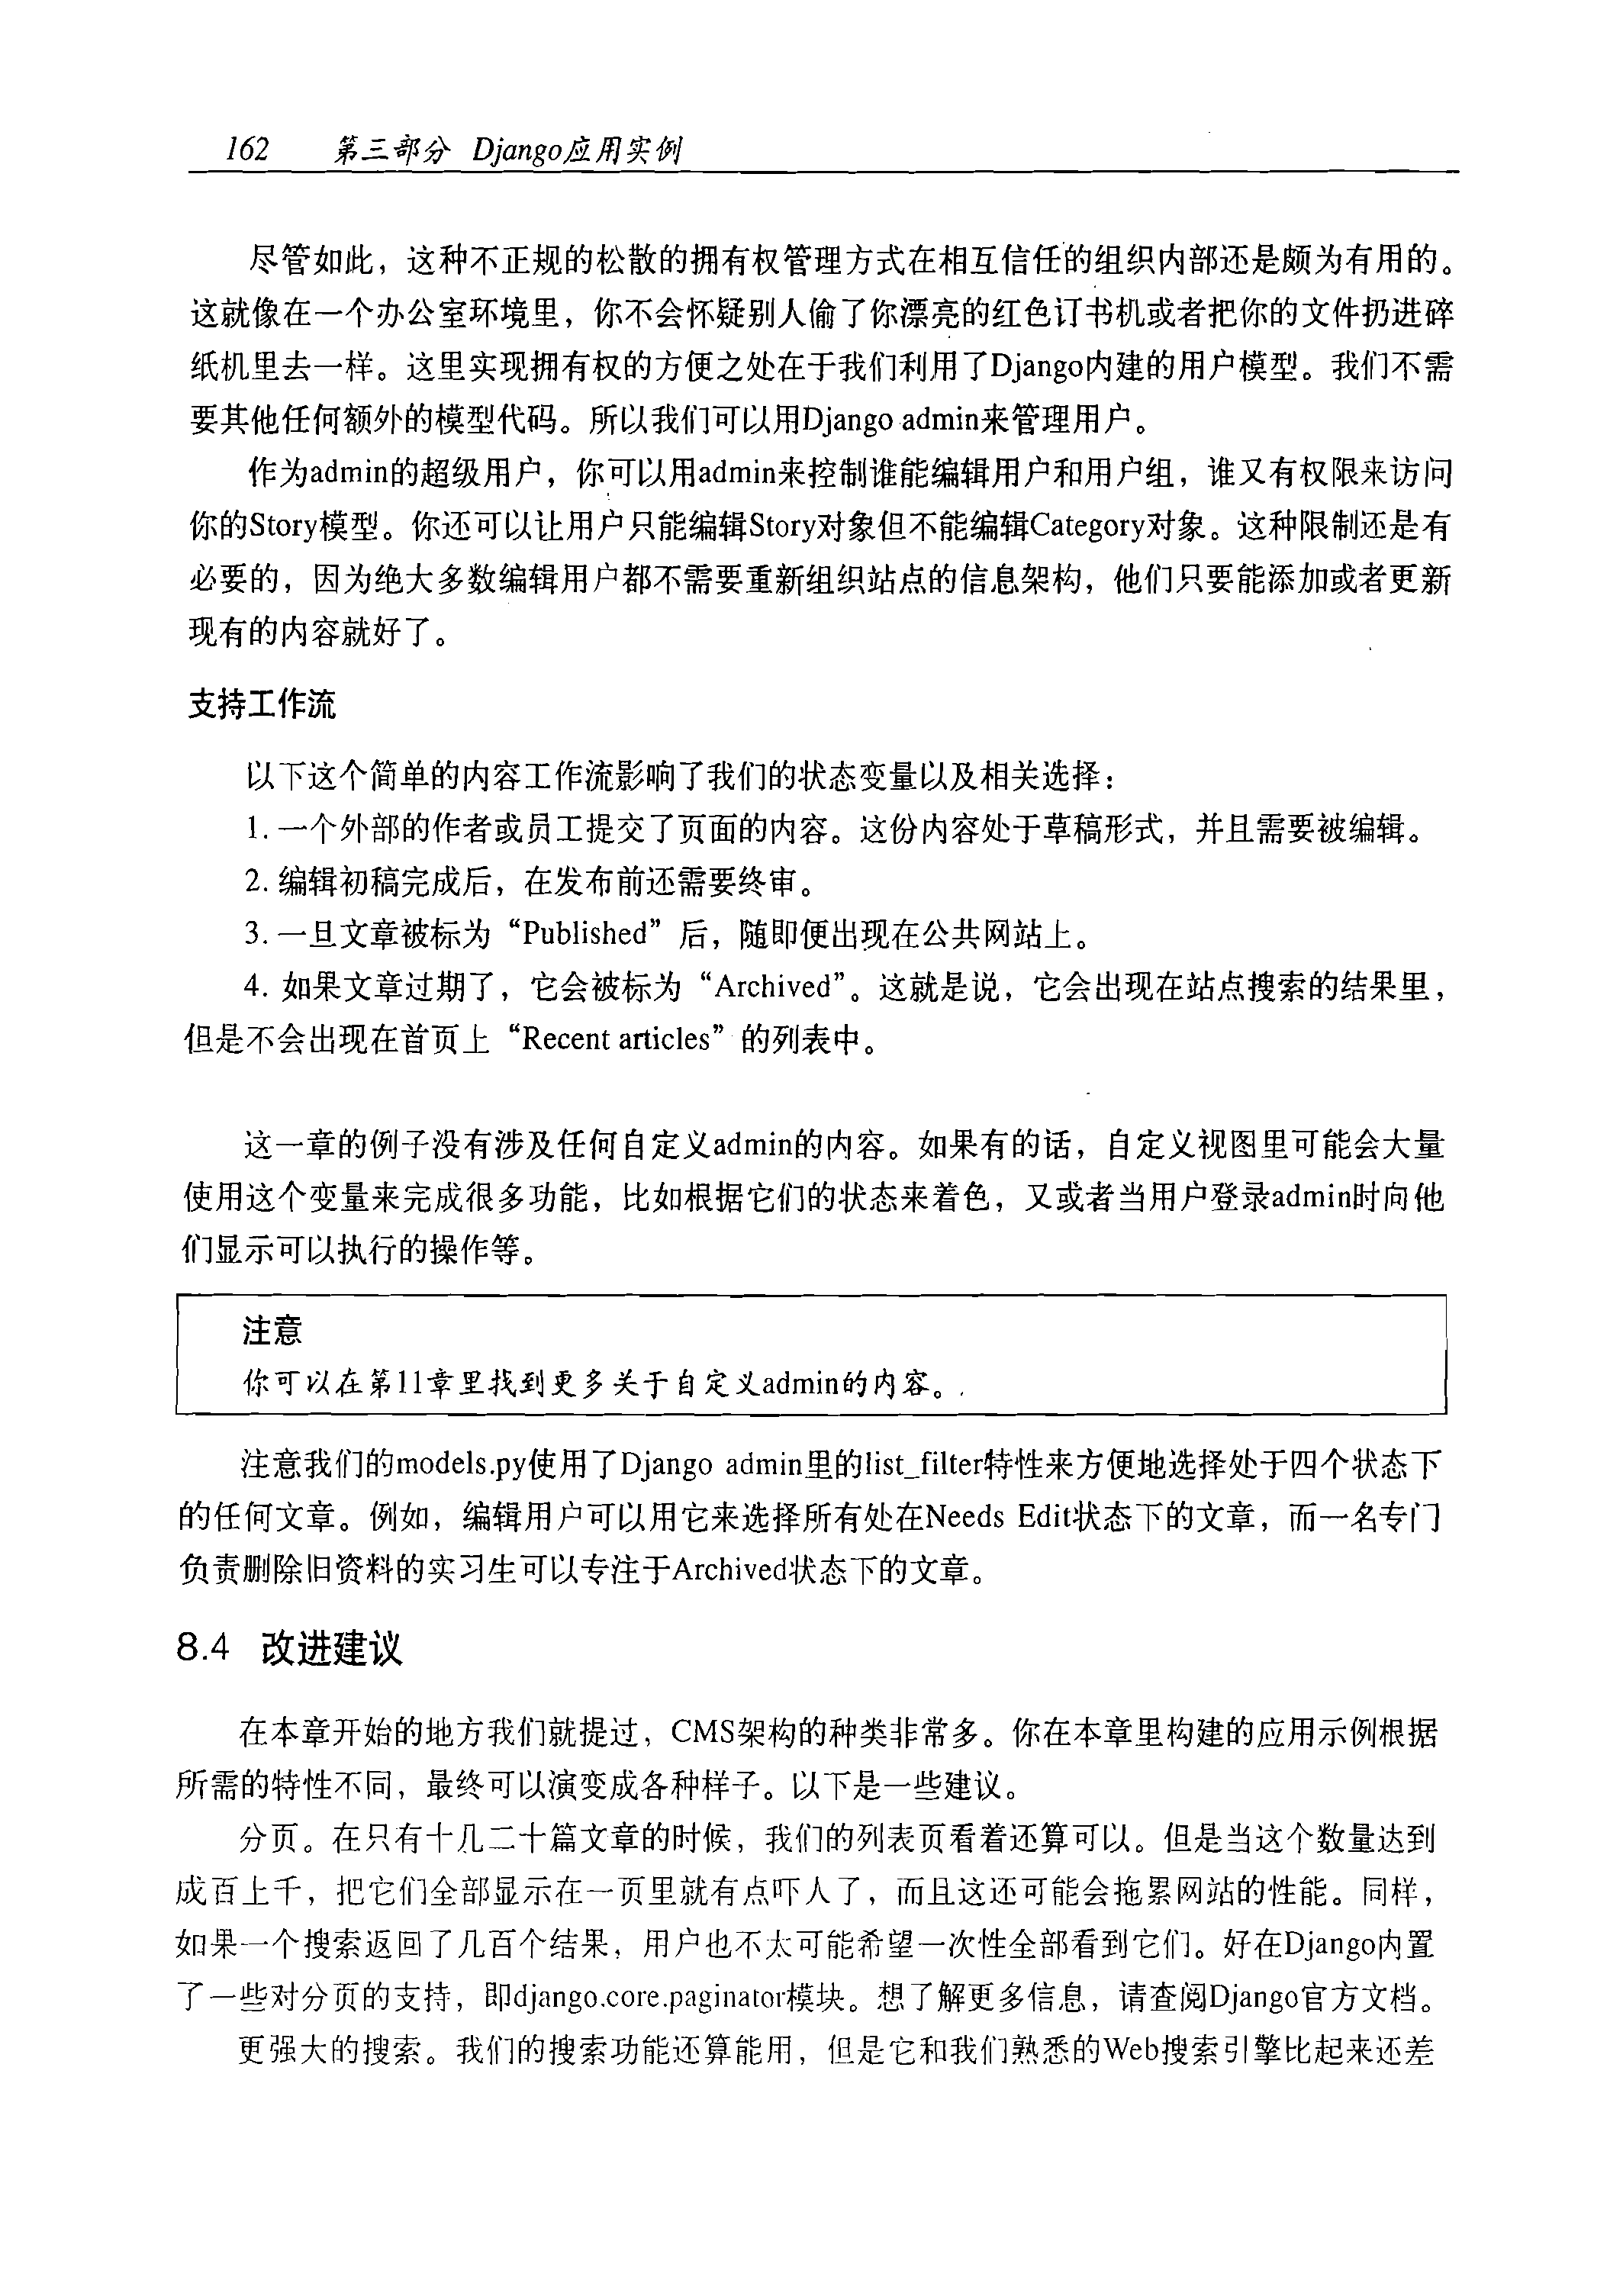 162 第三部分 Django应用实例
尽管如此，这种不正规的松散的拥有权管理方式在相互信任的组织内部还是颇为有用的。
这就像在一个办公室环境里，你不会怀疑别人偷了你漂亮的红色订书机或者把你的文件扔进碎
纸机里去一样。这里实现拥有权的方便之处在于我们利用了Django内建的用户模型。我们不需
要其他任何额外的模型代码。所以我们可以用Django admin来管理用户。
作为admin的超级用户，你可以用admin来控制谁能编辑用户和用户组，谁又有权限来访问
你的Story模型。你还可以让用户只能编辑Story对象但不能编辑Category对象。这种限制还是有
必要的，因为绝大多数编辑用户都不需要重新组织站点的信息架构，他们只要能添加或者更新
现有的内容就好了。
支持工作流
以下这个简单的内容工作流影响了我们的状态变量以及相关选择：
1. 一个外部的作者或员工提交了页面的内容。这份内容处于草稿形式，并且需要被编辑。
2. 编辑初稿完成后，在发布前还需要终审。
3. 一旦文章被标为“Published”后，随即便出现在公共网站上。
4. 如果文章过期了，它会被标为“Archived”。这就是说，它会出现在站点搜索的结果里，
但是不会出现在首页上“Recent articles”的列表中。
这一章的例子没有涉及任何自定义admin的内容。如果有的话，自定义视图里可能会大量
使用这个变量来完成很多功能，比如根据它们的状态来着色，又或者当用户登录admin时向他
们显示可以执行的操作等。
注意
你可以在第11章里找到更多关于自定义admin的内容。
注意我们的models.py使用了Django admin里的list_filter特性来方便地选择处于四个状态下
的任何文章。例如，编辑用户可以用它来选择所有处在Needs Edit状态下的文章，而一名专门
负责删除旧资料的实习生可以专注于Archived状态下的文章。
8.4 改进建议
在本章开始的地方我们就提过，CMS架构的种类非常多。你在本章里构建的应用示例根据
所需的特性不同，最终可以演变成各种样子。以下是一些建议。
分页。在只有十几二十篇文章的时候，我们的列表页看着还算可以。但是当这个数量达到
成百上千，把它们全部显示在一页里就有点吓人了，而且这还可能会拖累网站的性能。同样，
如果一个搜索返回了几百个结果，用户也不太可能希望一次性全部看到它们。好在Django内置
了一些对分页的支持，即django.core.paginator模块。想了解更多信息，请查阅Django官方文档。
更强大的搜索。我们的搜索功能还算能用，但是它和我们熟悉的Web搜索引擎比起来还差